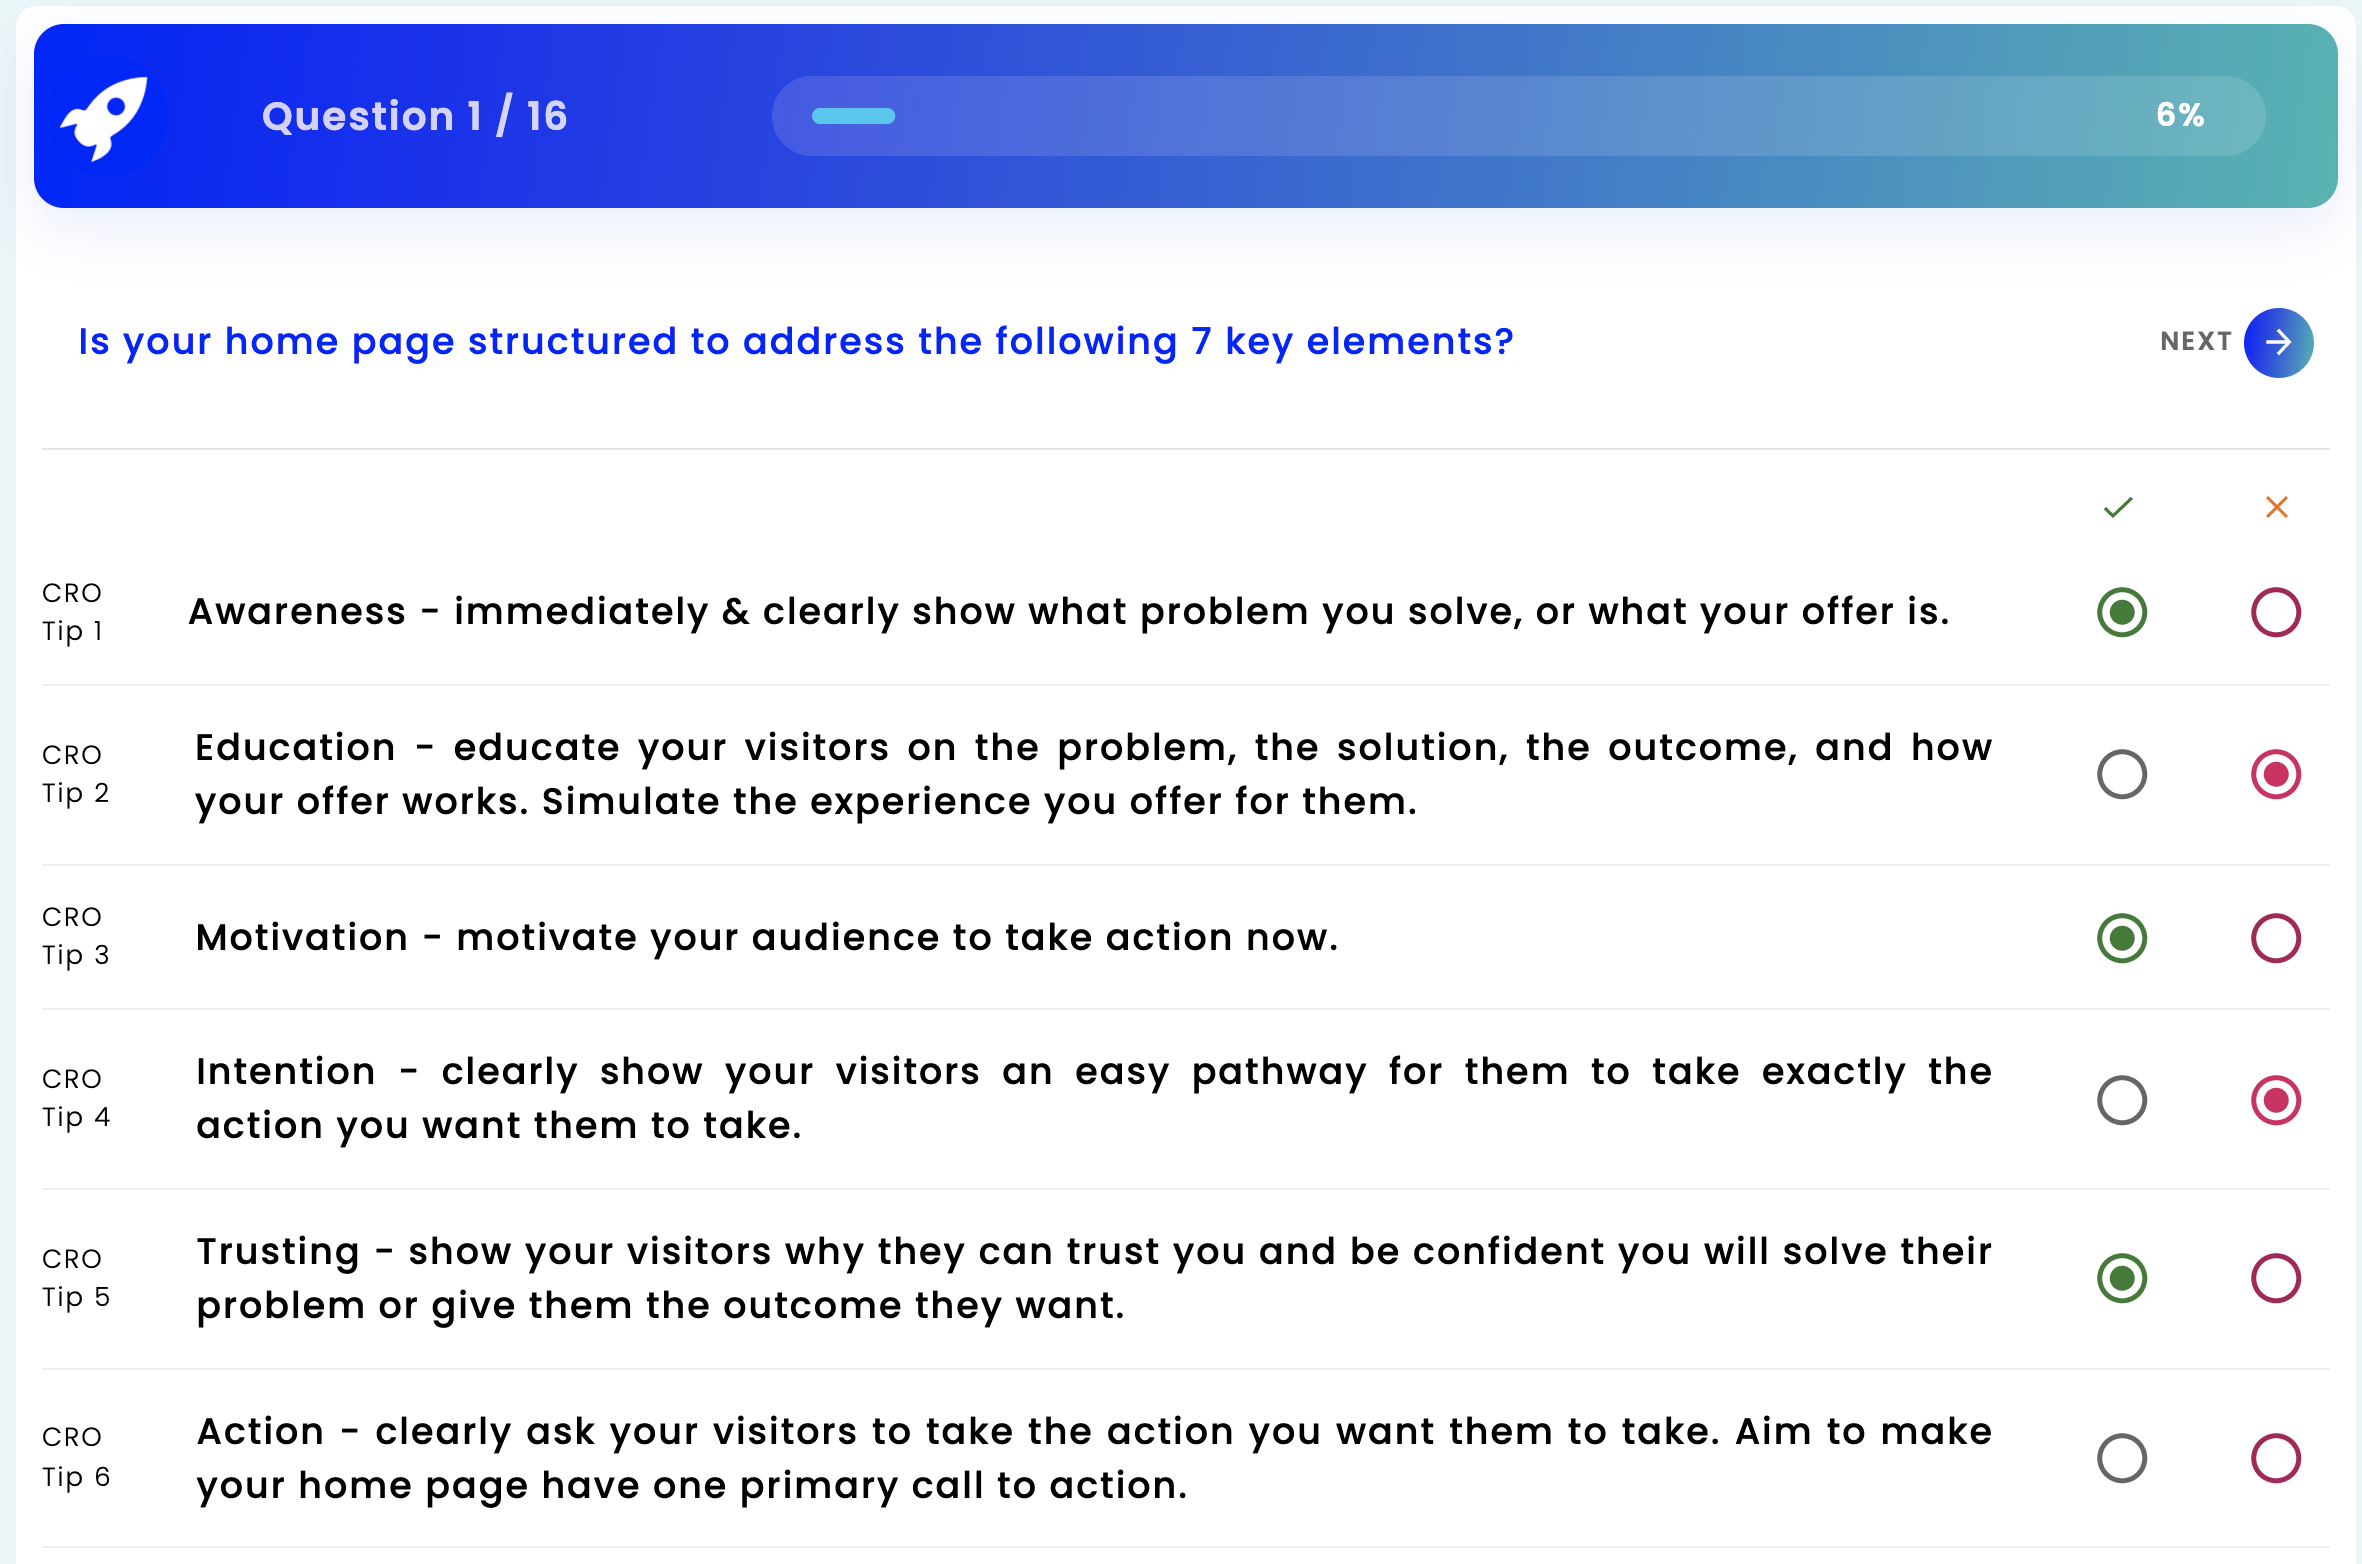 Question 1 / 16
6%
Is your home page structured to address the following 7 key elements?
NEXT
CRO
Tip 1
Awareness - immediately & clearly show what problem you solve, or what your offer is.
CRO
Tip 2
Education - educate your visitors on the problem, the solution, the outcome, and how
your offer works. Simulate the experience you offer for them.
CRO
Tip 3
Motivation - motivate your audience to take action now.
CRO
Tip 4
Intention - clearly show your visitors an easy pathway for them to take exactly the
action you want them to take.
CRO
Tip 5
Trusting - show your visitors why they can trust you and be confident you will solve their
problem or give them the outcome they want.
CRO
Tip 6
Action - clearly ask your visitors to take the action you want them to take. Aim to make
your home page have one primary call to action.